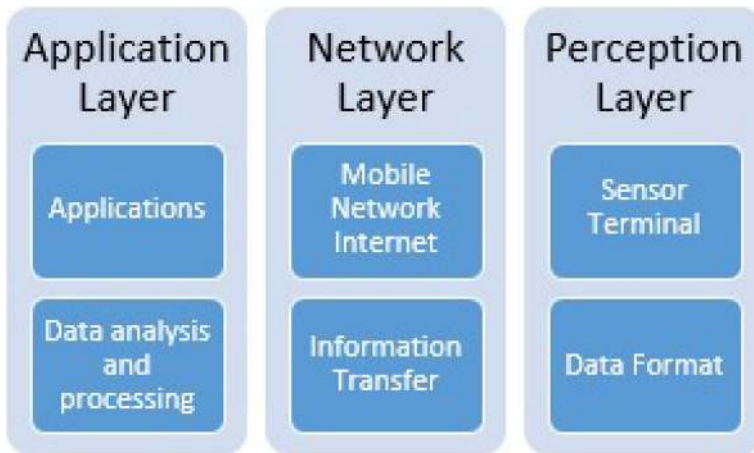 Application
Layer
Applications
Data analysis
and
processing
Network
Layer
Mobile
Network
Internet
Information
Transfer
Perception
Layer
Sensor
Terminal
Data Format